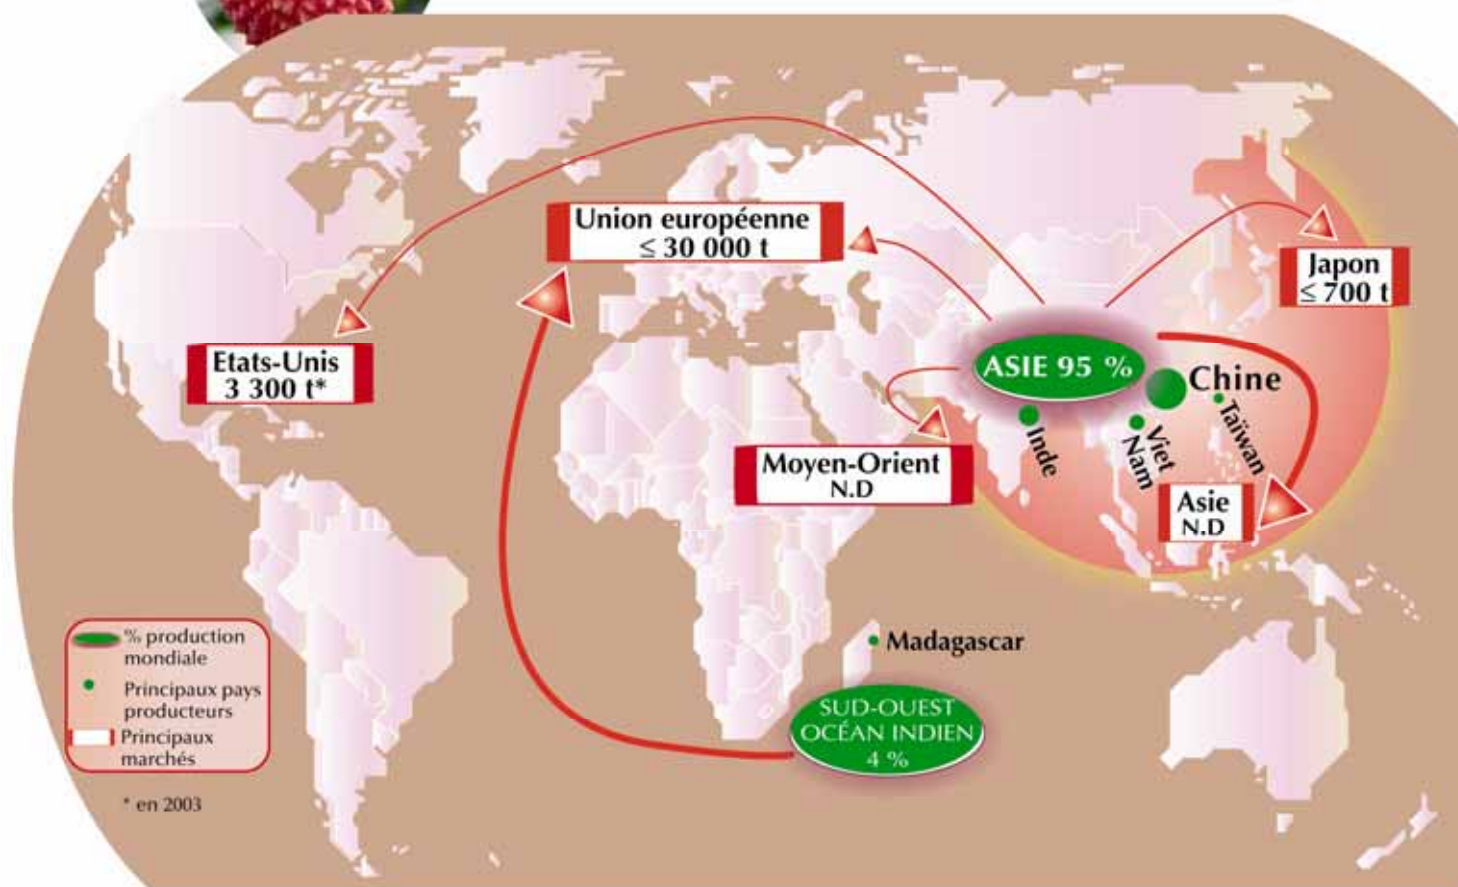 Union européenne
≤ 30 000 t
Japon
≤ 700 t
Etats-Unis
3 300 t*
ASIE 95 %
Chine
Taïwan
Inde
Viet
Nam
Moyen-Orient
N.D
Asie
N.D
Madagascar
SUD-OUEST
OCÉAN INDIEN
4 %
% production
mondiale
Principaux pays
producteurs
Principaux
marchés
* en 2003